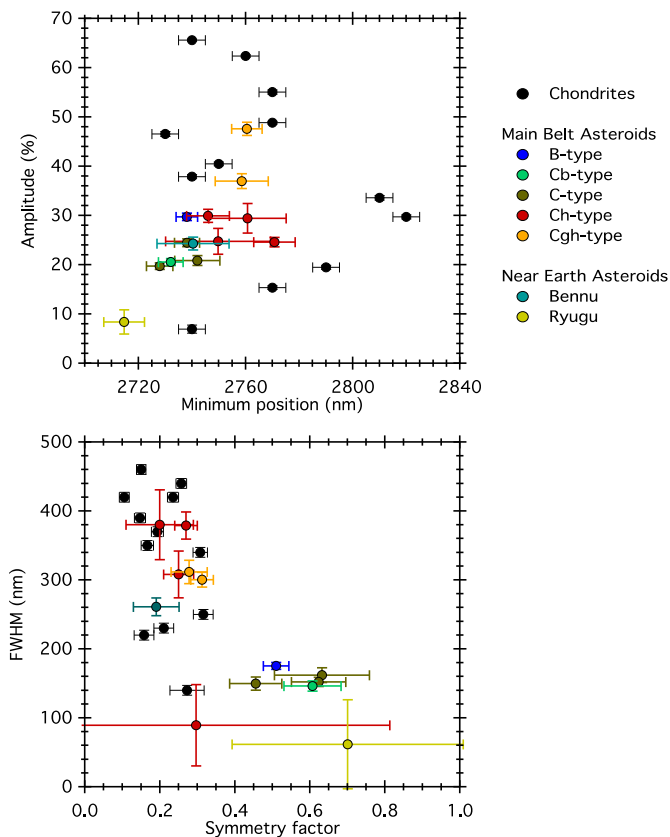 70
60
50
40
30
20
10
0
Amplitude (%)
2720
2760
2800
2840
Minimum position (nm)
Chondrites
Main Belt Asteroids
B-type
Cb-type
C-type
Ch-type
Cgh-type
Near Earth Asteroids
Bennu
Ryugu
500
400
300
200
100
0
FWHM (nm)
0.0
0.2
0.4
0.6
0.8
1.0
Symmetry factor